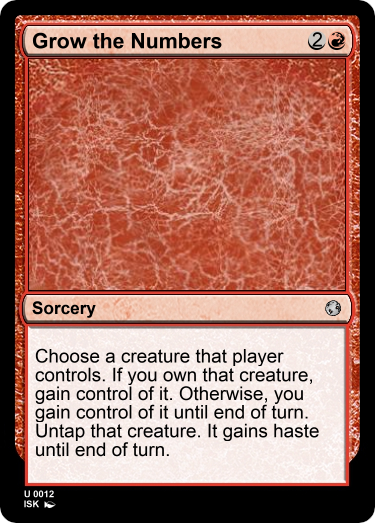 Grow the Numbers 2
Sorcery
Choose a creature that player
controls. If you own that creature,
gain control of it. Otherwise, you
gain control of it until end of turn.
Untap that creature. It gains haste
until end of turn.
U 0012
ISK